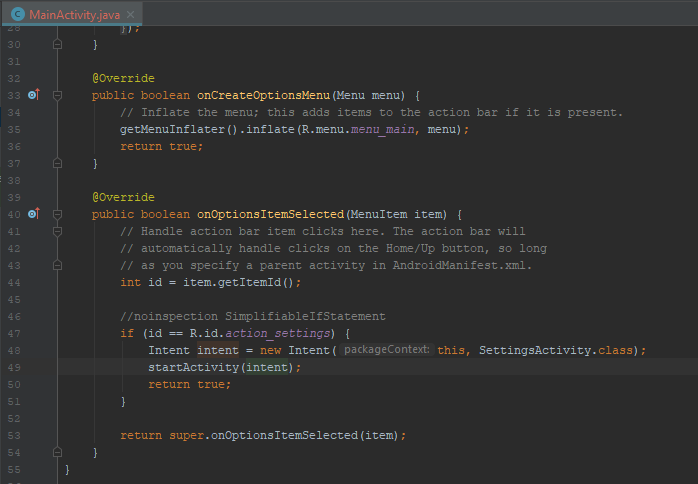 MainActivity.java
29 });
30 }
31
32 @Override
33 public boolean onCreateOptionsMenu(Menu menu) {
34 // Inflate the menu; this adds items to the action bar if it is present.
35 getMenuInflater().inflate(R.menu.menu_main, menu);
36 return true;
37 }
38
39 @Override
40 public boolean onOptionsItemSelected(MenuItem item) {
41 // Handle action bar item clicks here. The action bar will
42 // automatically handle clicks on the Home/Up button, so long
43 // as you specify a parent activity in AndroidManifest.xml.
44 int id = item.getItemId();
45
46 //noinspection SimplifiableIfStatement
47 if (id == R.id.action_settings) {
48 Intent intent = new Intent( packageContext: this, SettingsActivity.class);
49 startActivity(intent);
50 return true;
51 }
52
53 return super.onOptionsItemSelected(item);
54 }
55 }